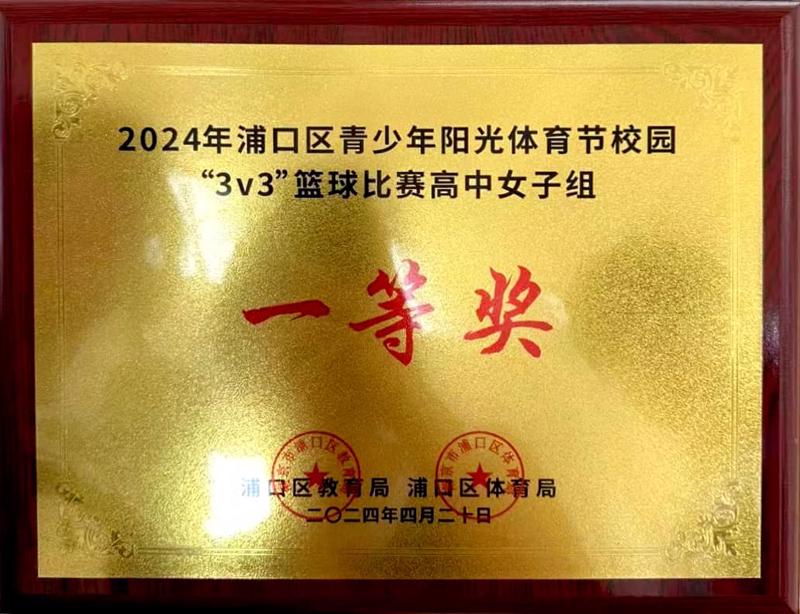 2024年浦口区青少年阳光体育节校园
“3v3”篮球比赛高中女子组
一等奖
浦口区教育局 浦口区体育局
二〇二四年四月二十日